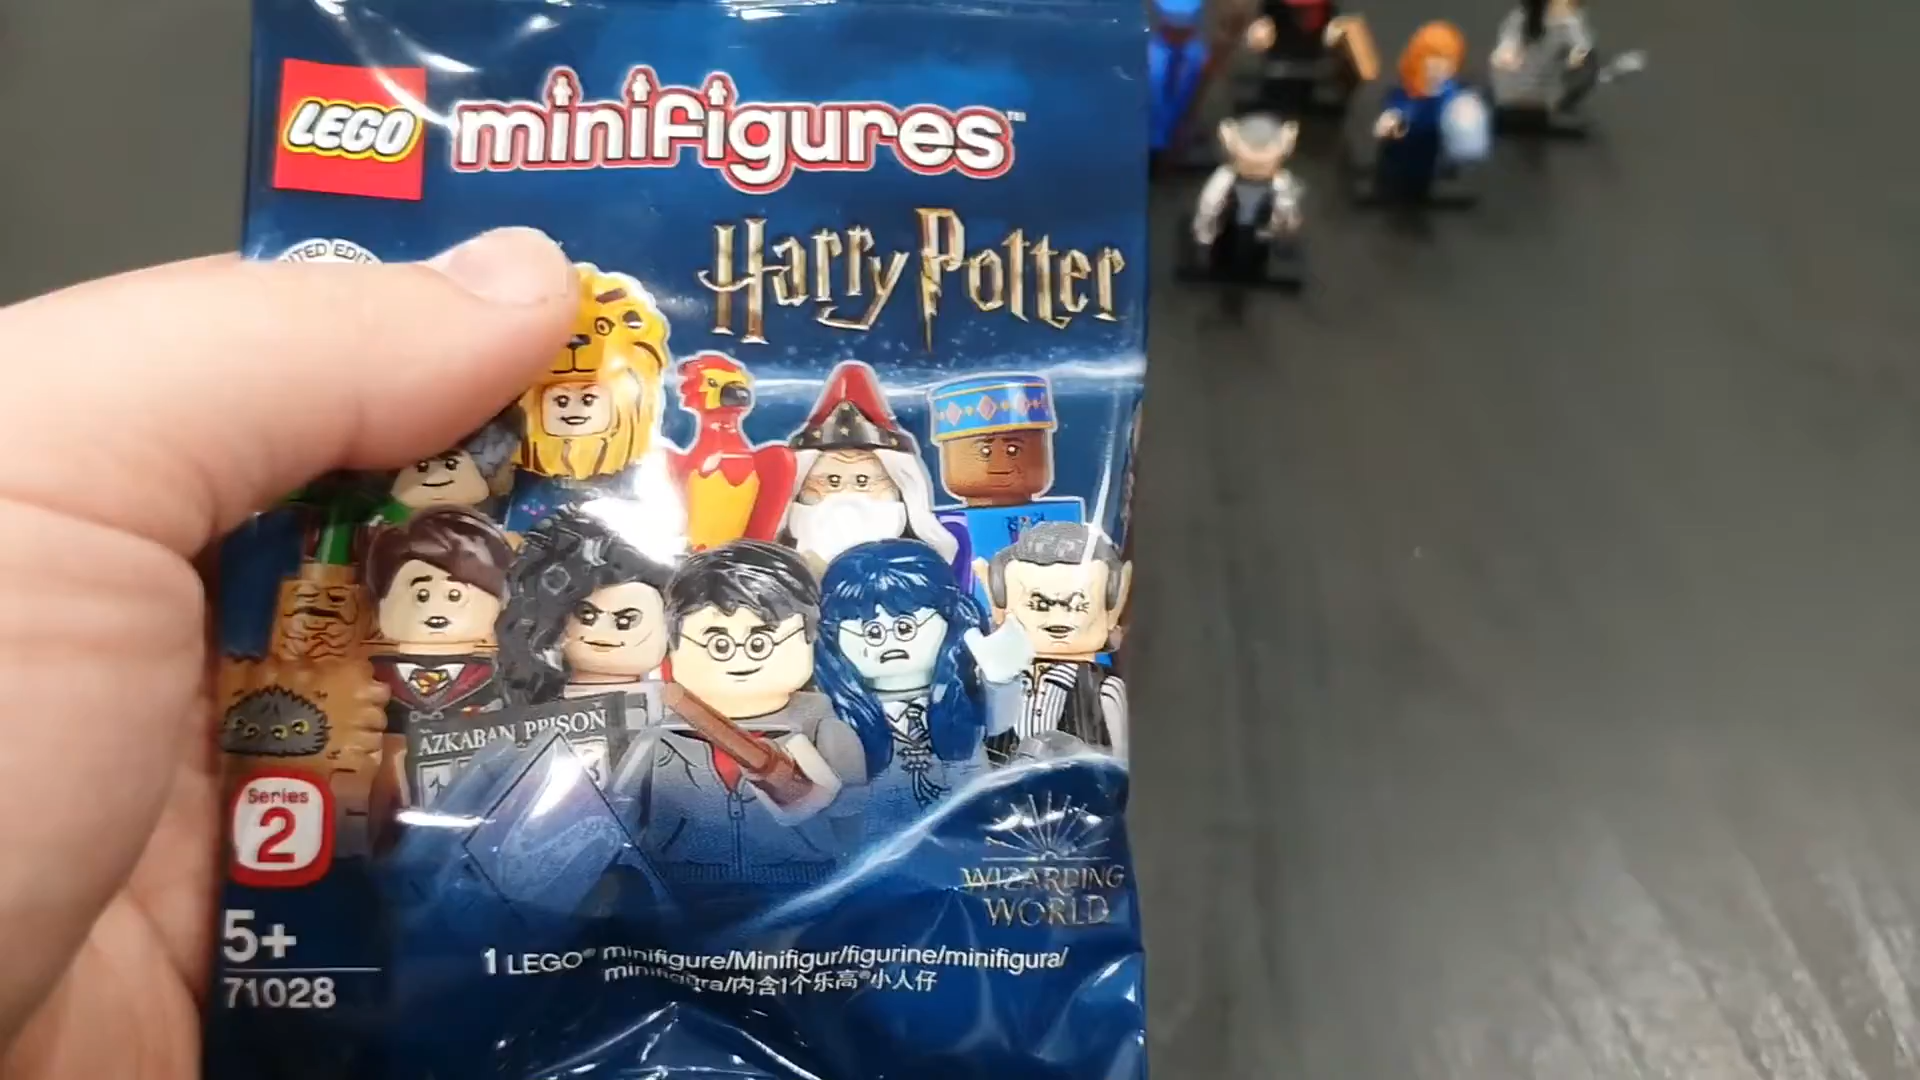 LEGO minifigures™
Harry Potter
AZKABAN PRISON
Series
2
WIZARDING
WORLD
5+
71028
1 LEGO® minifigure/Minifigur/figurine/minifigura/
内含1个乐高®小人仔